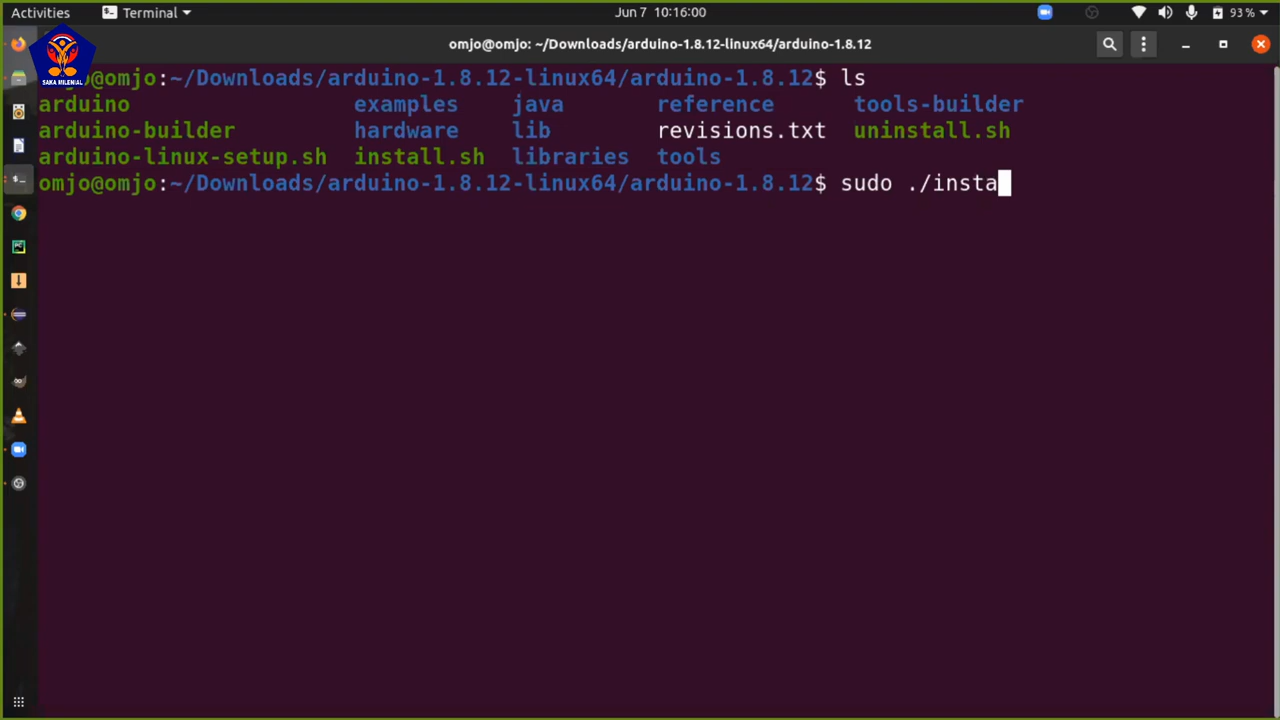 Activities Terminal Jun 7 10:16:00 93 %
omjo@omjo: ~/Downloads/arduino-1.8.12-linux64/arduino-1.8.12
SAKA MILENIAL
@omjo:~/Downloads/arduino-1.8.12-linux64/arduino-1.8.12$ ls
arduino examples java reference tools-builder
arduino-builder hardware lib revisions.txt uninstall.sh
arduino-linux-setup.sh install.sh libraries tools
omjo@omjo:~/Downloads/arduino-1.8.12-linux64/arduino-1.8.12$ sudo ./insta